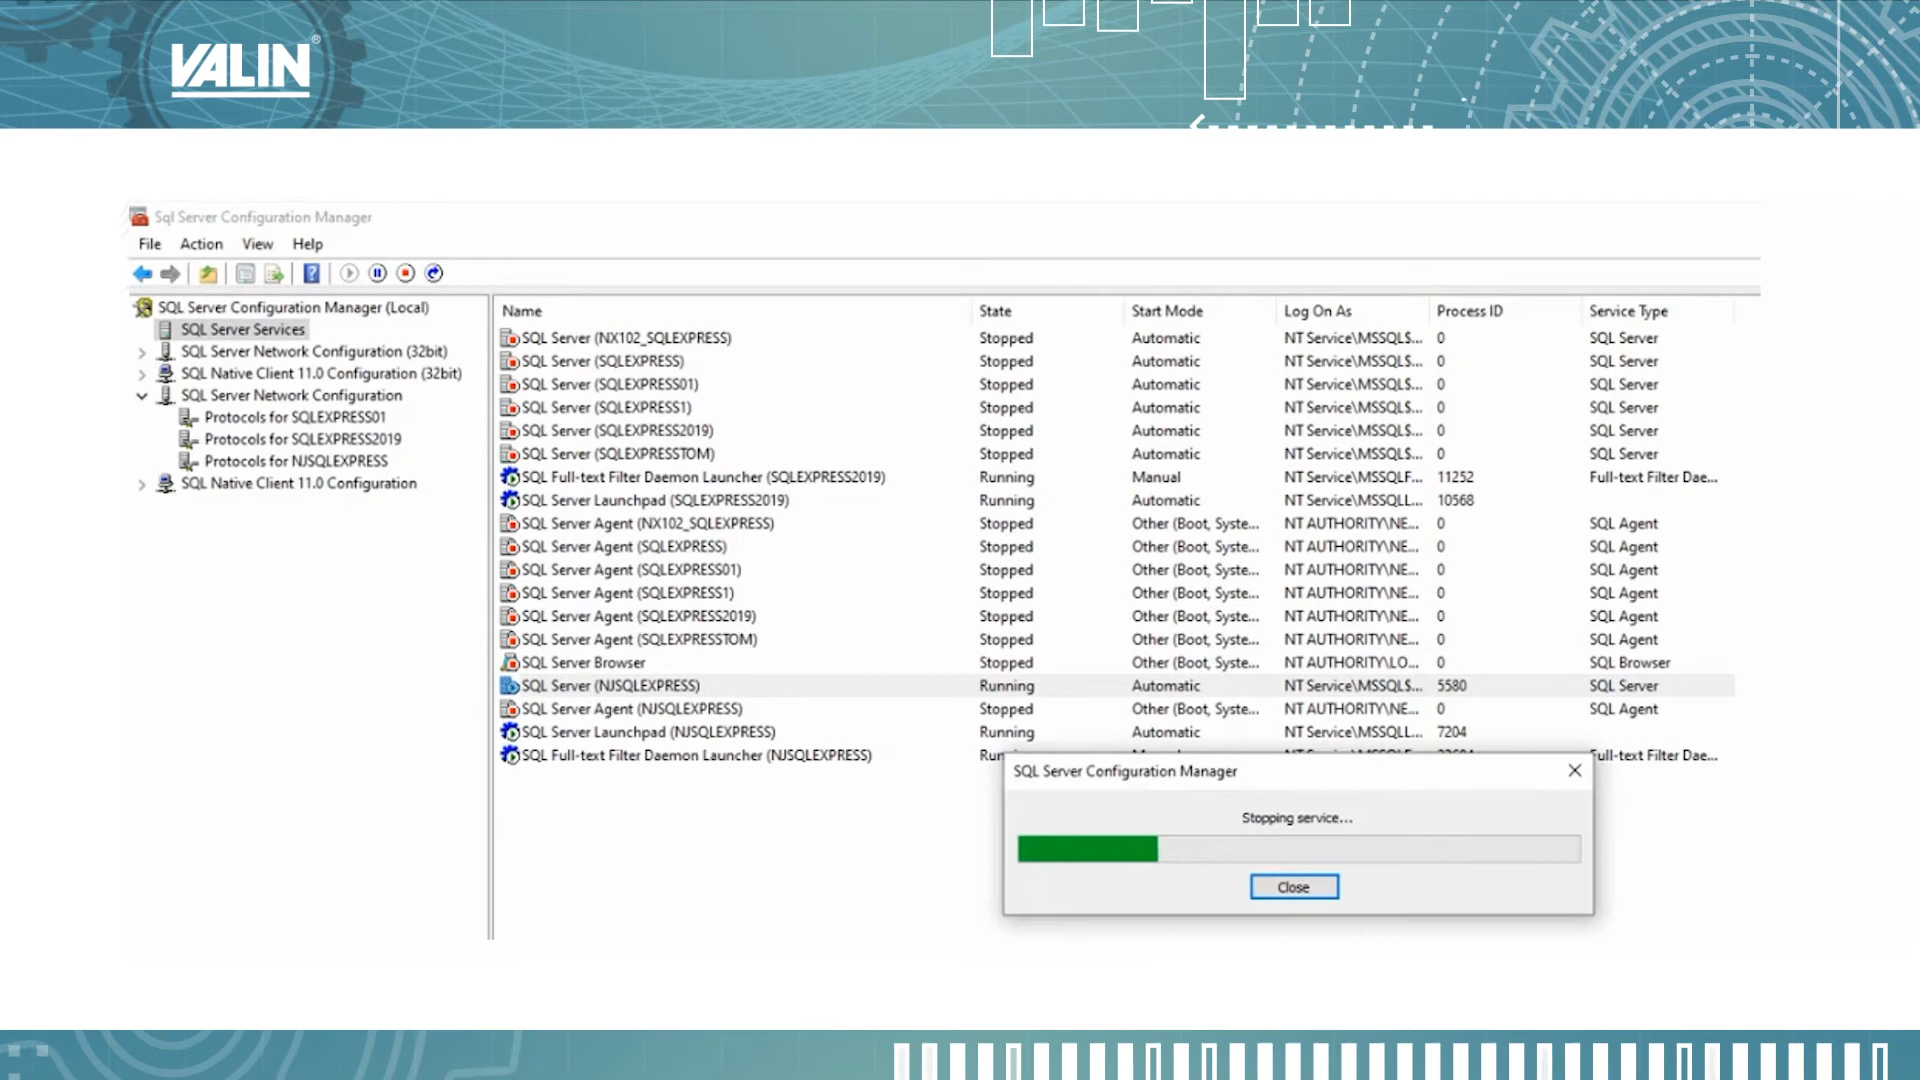 VALIN®
Sql Server Configuration Manager
File Action View Help
SQL Server Configuration Manager (Local)
SQL Server Services
SQL Server Network Configuration (32bit)
SQL Native Client 11.0 Configuration (32bit)
SQL Server Network Configuration
Protocols for SQLEXPRESS01
Protocols for SQLEXPRESS2019
Protocols for NJSQLEXPRESS
SQL Native Client 11.0 Configuration
Name State Start Mode Log On As Process ID Service Type
SQL Server (NX102_SQLEXPRESS) Stopped Automatic NT Service\MSSQL$... 0 SQL Server
SQL Server (SQLEXPRESS) Stopped Automatic NT Service\MSSQL$... 0 SQL Server
SQL Server (SQLEXPRESS01) Stopped Automatic NT Service\MSSQL$... 0 SQL Server
SQL Server (SQLEXPRESS1) Stopped Automatic NT Service\MSSQL$... 0 SQL Server
SQL Server (SQLEXPRESS2019) Stopped Automatic NT Service\MSSQL$... 0 SQL Server
SQL Server (SQLEXPRESSTOM) Stopped Automatic NT Service\MSSQL$... 0 SQL Server
SQL Full-text Filter Daemon Launcher (SQLEXPRESS2019) Running Manual NT Service\MSSQLF... 11252 Full-text Filter Dae...
SQL Server Launchpad (SQLEXPRESS2019) Running Automatic NT Service\MSSQLL... 10568
SQL Server Agent (NX102_SQLEXPRESS) Stopped Other (Boot, Syste... NT AUTHORITY\NE... 0 SQL Agent
SQL Server Agent (SQLEXPRESS) Stopped Other (Boot, Syste... NT AUTHORITY\NE... 0 SQL Agent
SQL Server Agent (SQLEXPRESS01) Stopped Other (Boot, Syste... NT AUTHORITY\NE... 0 SQL Agent
SQL Server Agent (SQLEXPRESS1) Stopped Other (Boot, Syste... NT AUTHORITY\NE... 0 SQL Agent
SQL Server Agent (SQLEXPRESS2019) Stopped Other (Boot, Syste... NT AUTHORITY\NE... 0 SQL Agent
SQL Server Agent (SQLEXPRESSTOM) Stopped Other (Boot, Syste... NT AUTHORITY\NE... 0 SQL Agent
SQL Server Browser Stopped Other (Boot, Syste... NT AUTHORITY\LO... 0 SQL Browser
SQL Server (NJSQLEXPRESS) Running Automatic NT Service\MSSQL$... 5580 SQL Server
SQL Server Agent (NJSQLEXPRESS) Stopped Other (Boot, Syste... NT AUTHORITY\NE... 0 SQL Agent
SQL Server Launchpad (NJSQLEXPRESS) Running Automatic NT Service\MSSQLL... 7204
SQL Full-text Filter Daemon Launcher (NJSQLEXPRESS) Full-text Filter Dae...
SQL Server Configuration Manager
Stopping service...
Close